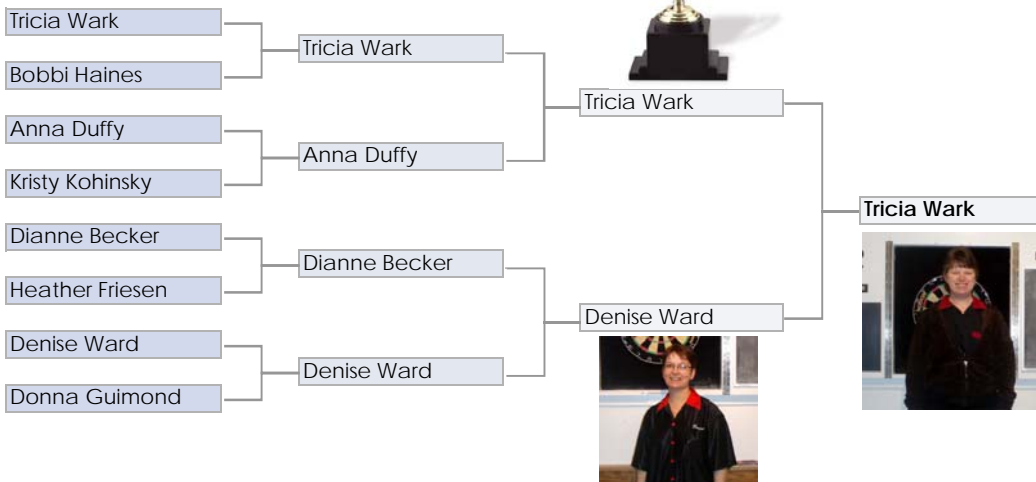 Tricia Wark
Bobbi Haines
Anna Duffy
Kristy Kohinsky
Dianne Becker
Heather Friesen
Denise Ward
Donna Guimond
Tricia Wark
Anna Duffy
Dianne Becker
Denise Ward
Tricia Wark
Denise Ward
Tricia Wark